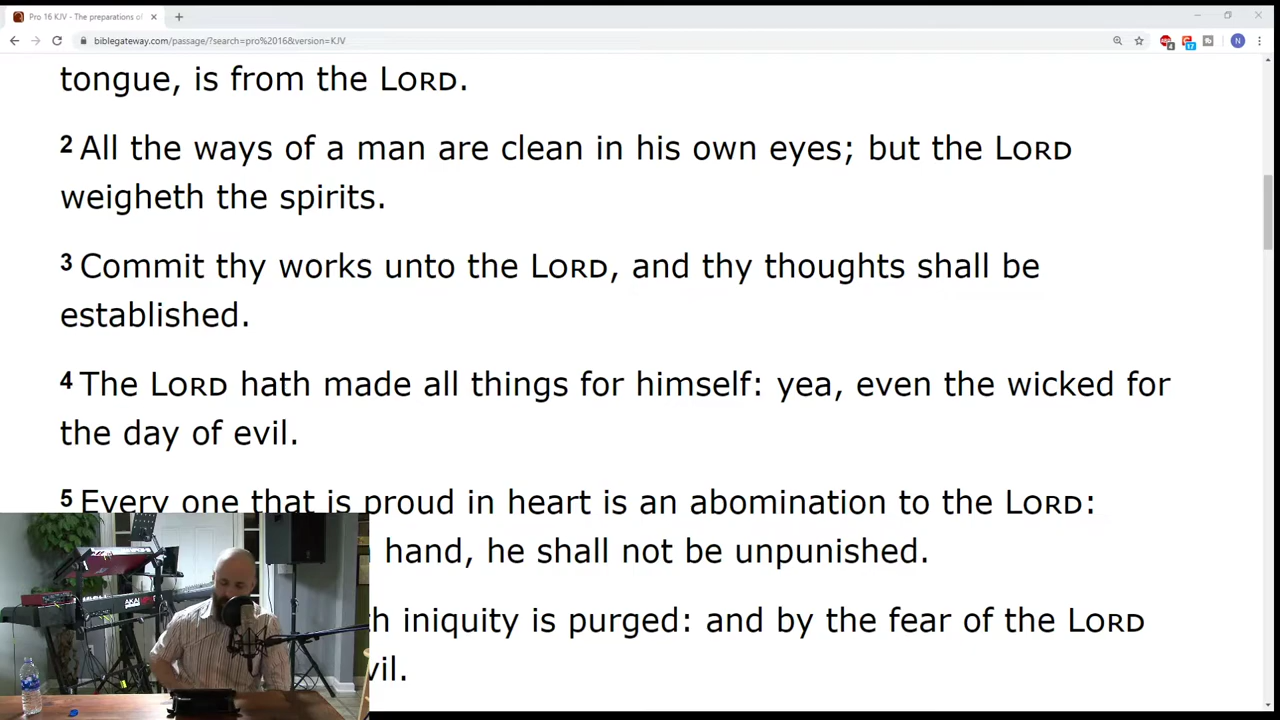 Pro 16 KJV - The preparations of
biblegateway.com/passage/?search=pro%2016&version=KJV
N
tongue, is from the LORD.
2 All the ways of a man are clean in his own eyes; but the LORD
weigheth the spirits.
3 Commit thy works unto the LORD, and thy thoughts shall be
established.
4 The LORD hath made all things for himself: yea, even the wicked for
the day of evil.
5 Every one that is proud in heart is an abomination to the LORD:
hand, he shall not be unpunished.
iniquity is purged: and by the fear of the LORD
AKAI